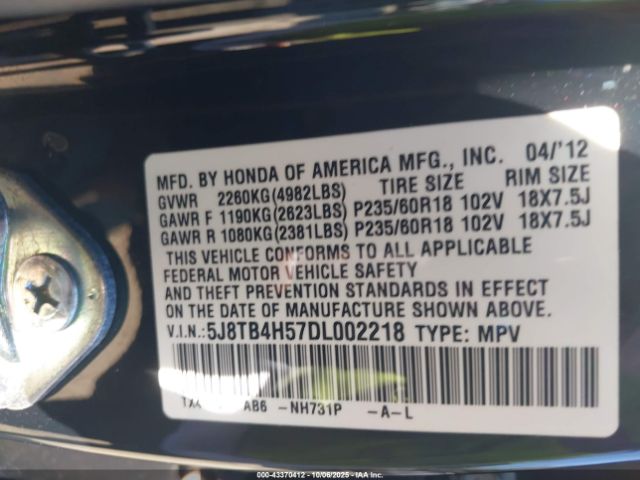 MFD. BY HONDA OF AMERICA MFG., INC. 04/'12
GVWR 2260KG(4982LBS) TIRE SIZE RIM SIZE
GAWR F 1190KG(2623LBS) P235/60R18 102V 18X7.5J
GAWR R 1080KG(2381LBS) P235/60R18 102V 18X7.5J
THIS VEHICLE CONFORMS TO ALL APPLICABLE
FEDERAL MOTOR VEHICLE SAFETY
AND THEFT PREVENTION STANDARDS IN EFFECT
ON THE DATE OF MANUFACTURE SHOWN ABOVE.
V.I.N.: 5J8TB4H57DL002218 TYPE: MPV
AB6 -NH731P -A-L
© 000-43370412 - 10/06/2025 - IAAI.COM